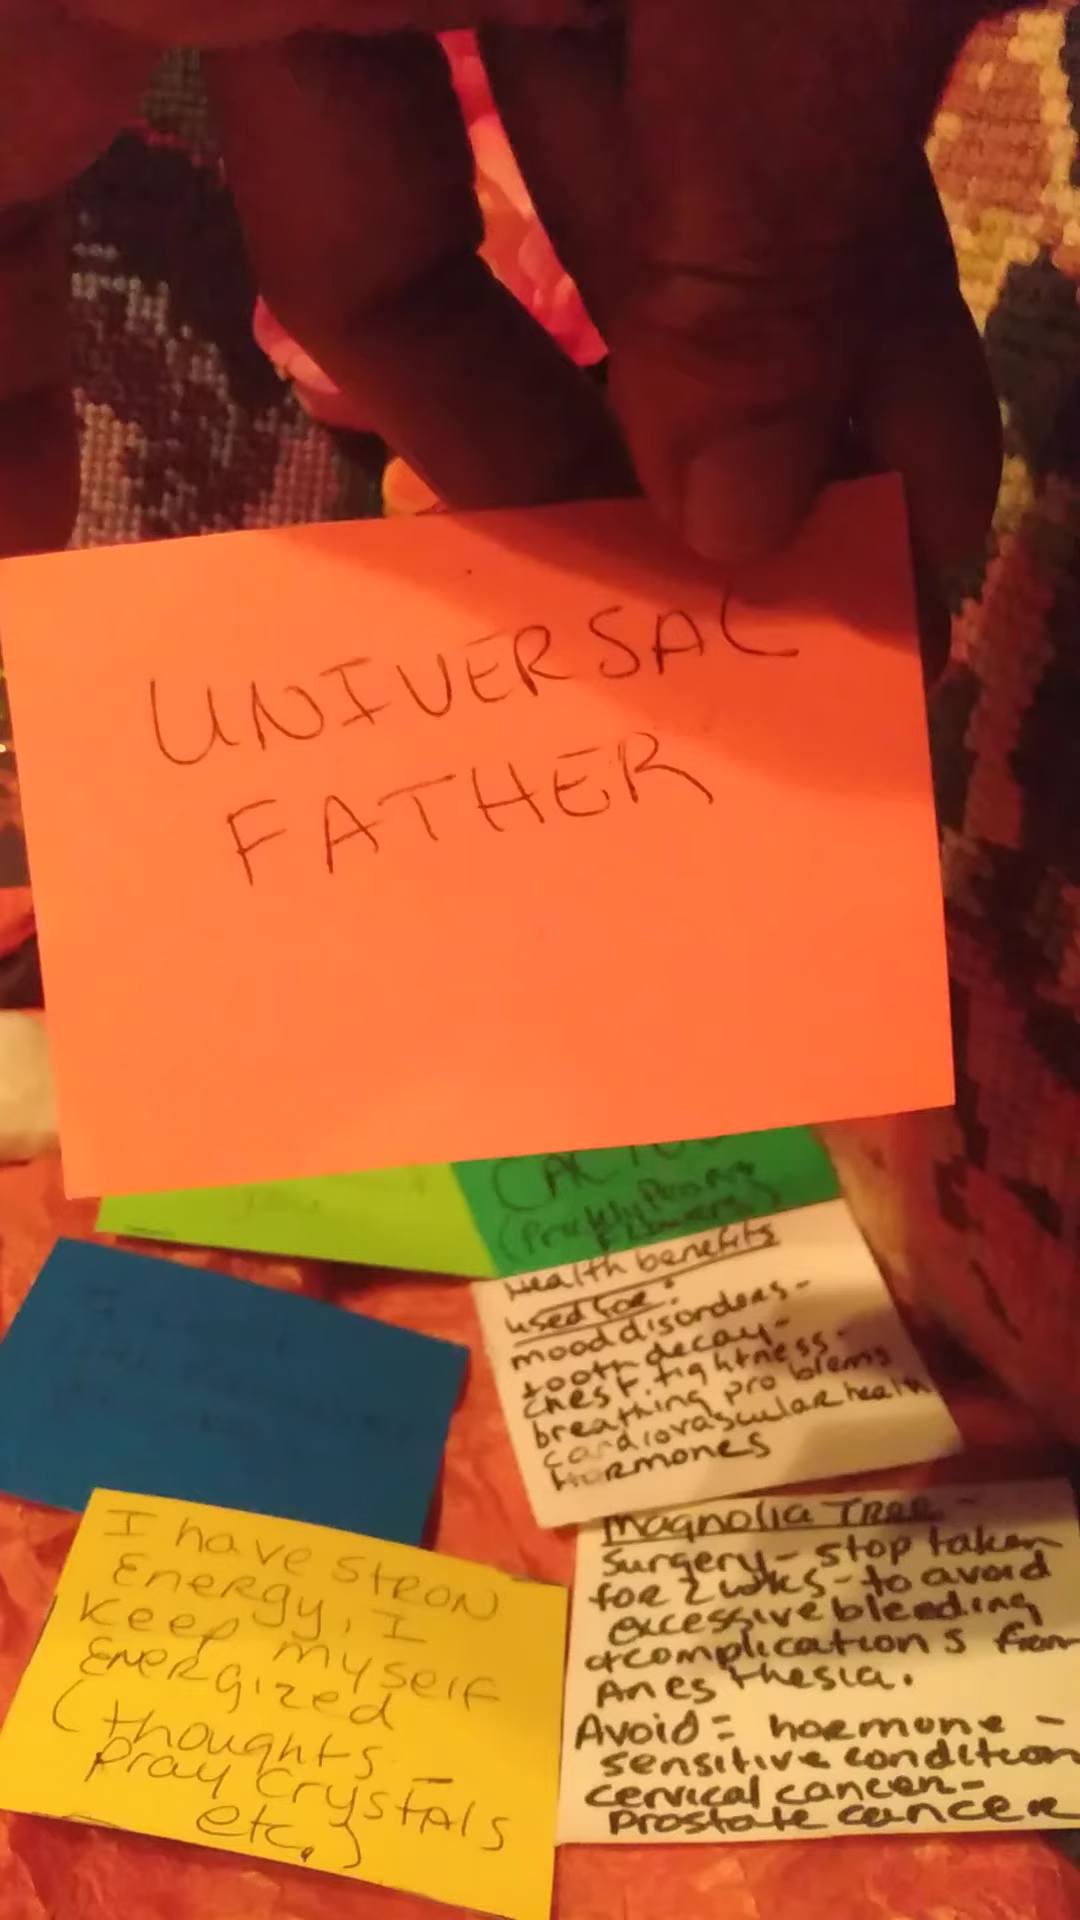 UNIVERSAL
FATHER
CACTUS
(Prickly Pear
Health benefits
used for:
mood disorders-
tooth decay-
chest tightness-
breathing problems
cardiovascular health
Hormones
I have stron
Energy, I
Keep myself
Energized
(thoughts
Pray Crystals
etc.)
Magnolia Tree-
Surgery-stop taken
for 2 wks-to avoid
excessive bleeding
complications from
Anesthesia.
Avoid= hormone-
sensitive condition
cervical cancer-
Prostate cancer